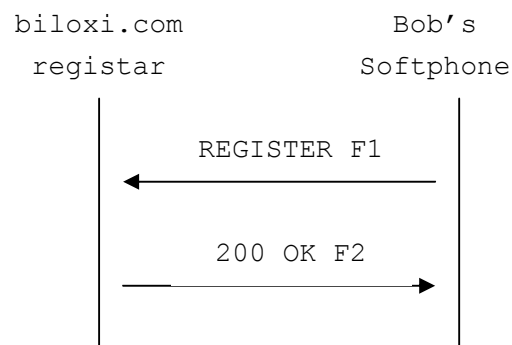 biloxi.com
registar
Bob's
Softphone
REGISTER F1
200 OK F2